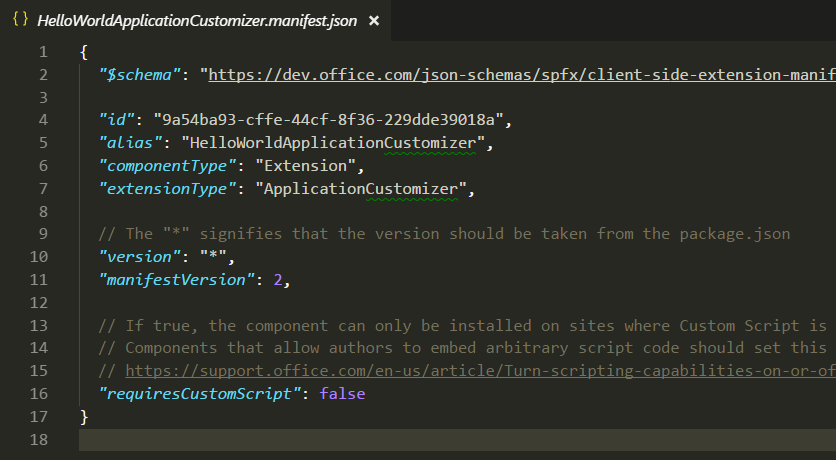 {} HelloWorldApplicationCustomizer.manifest.json ×
1 {
2 "$schema": "https://dev.office.com/json-schemas/spfx/client-side-extension-manif
3
4 "id": "9a54ba93-cffe-44cf-8f36-229dde39018a",
5 "alias": "HelloWorldApplicationCustomizer",
6 "componentType": "Extension",
7 "extensionType": "ApplicationCustomizer",
8
9 // The "*" signifies that the version should be taken from the package.json
10 "version": "*",
11 "manifestVersion": 2,
12
13 // If true, the component can only be installed on sites where Custom Script is
14 // Components that allow authors to embed arbitrary script code should set this
15 // https://support.office.com/en-us/article/Turn-scripting-capabilities-on-or-of
16 "requiresCustomScript": false
17 }
18